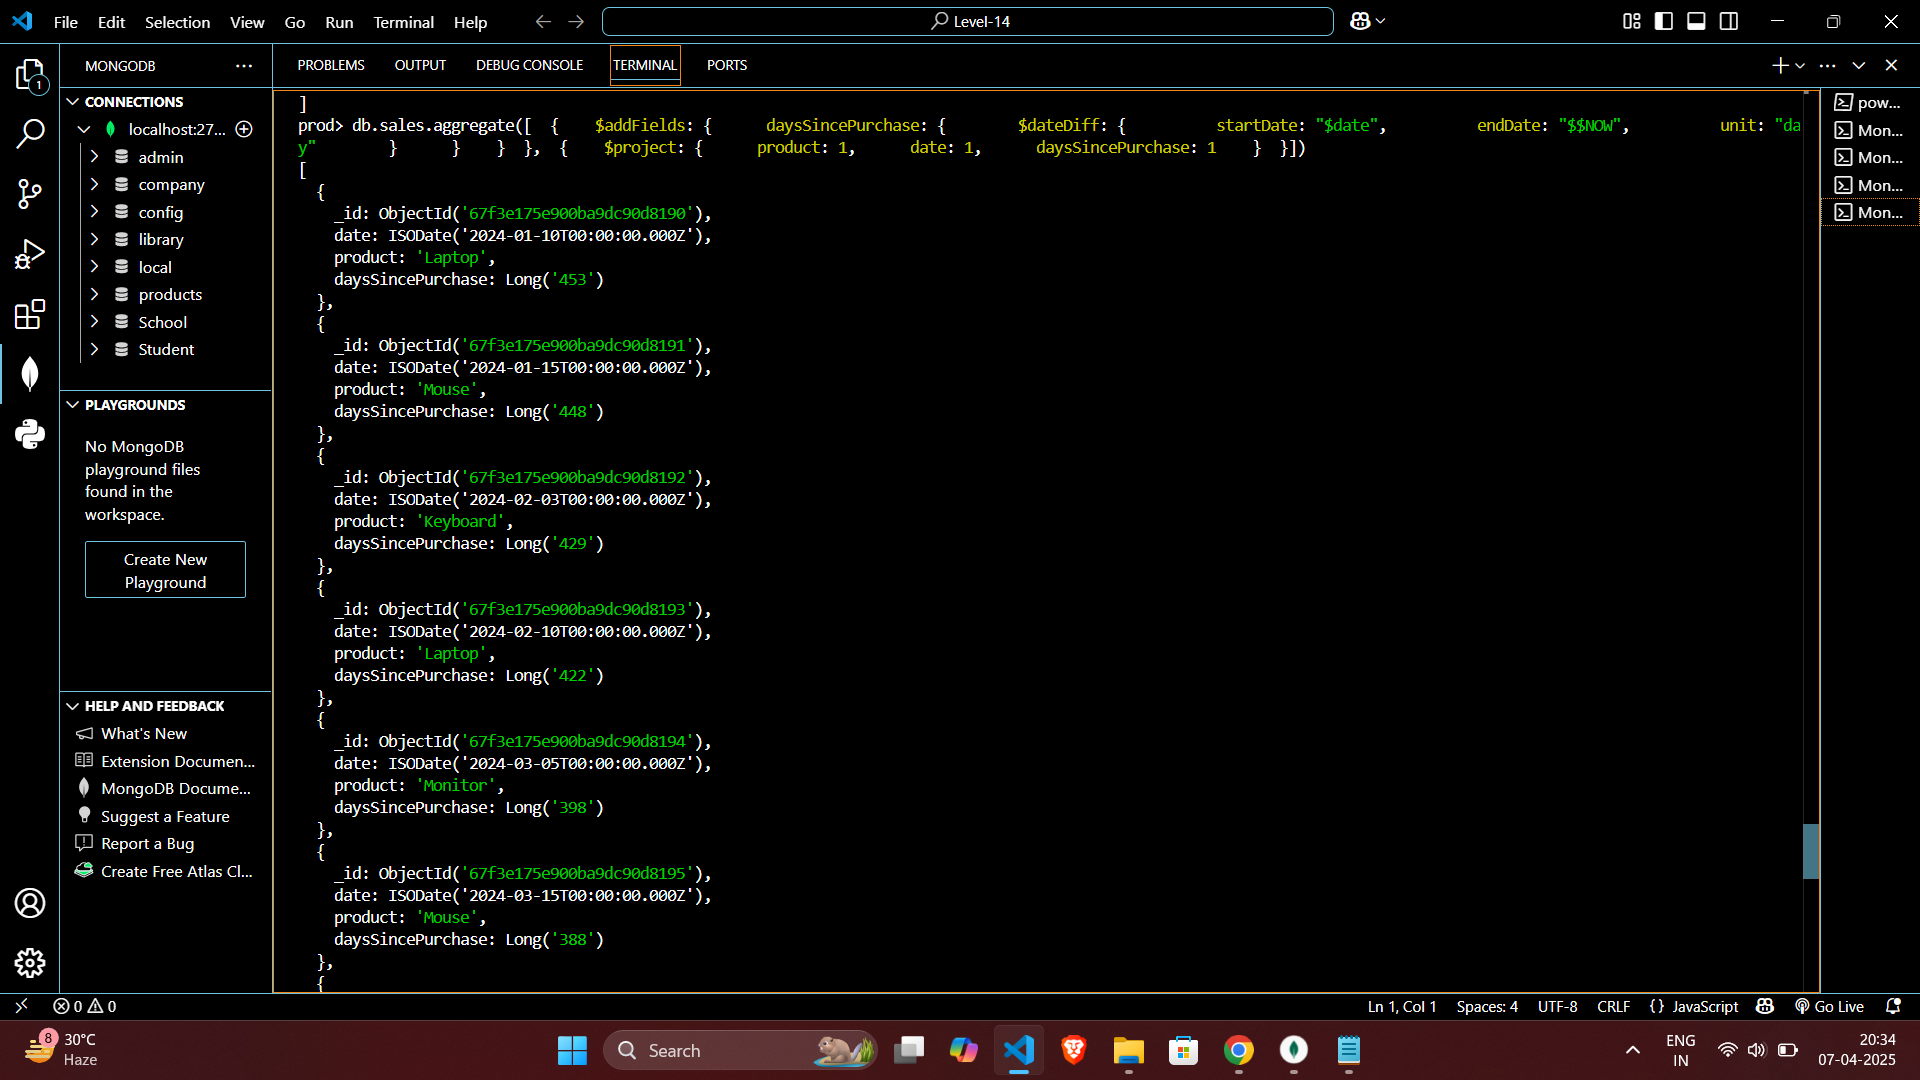 File Edit Selection View Go Run Terminal Help
Level-14
MONGODB
CONNECTIONS
localhost:27...
admin
company
config
library
local
products
School
Student
PLAYGROUNDS
No MongoDB
playground files
found in the
workspace.
Create New
Playground
HELP AND FEEDBACK
What's New
Extension Documen...
MongoDB Docume...
Suggest a Feature
Report a Bug
Create Free Atlas Cl...
1
PROBLEMS OUTPUT DEBUG CONSOLE TERMINAL PORTS
]
prod> db.sales.aggregate([ { $addFields: { daysSincePurchase: { $dateDiff: { startDate: "$date", endDate: "$$NOW", unit: "da
y" } } } }, { $project: { product: 1, date: 1, daysSincePurchase: 1 } }])
[
{
_id: ObjectId('67f3e175e900ba9dc90d8190'),
date: ISODate('2024-01-10T00:00:00.000Z'),
product: 'Laptop',
daysSincePurchase: Long('453')
},
{
_id: ObjectId('67f3e175e900ba9dc90d8191'),
date: ISODate('2024-01-15T00:00:00.000Z'),
product: 'Mouse',
daysSincePurchase: Long('448')
},
{
_id: ObjectId('67f3e175e900ba9dc90d8192'),
date: ISODate('2024-02-03T00:00:00.000Z'),
product: 'Keyboard',
daysSincePurchase: Long('429')
},
{
_id: ObjectId('67f3e175e900ba9dc90d8193'),
date: ISODate('2024-02-10T00:00:00.000Z'),
product: 'Laptop',
daysSincePurchase: Long('422')
},
{
_id: ObjectId('67f3e175e900ba9dc90d8194'),
date: ISODate('2024-03-05T00:00:00.000Z'),
product: 'Monitor',
daysSincePurchase: Long('398')
},
{
_id: ObjectId('67f3e175e900ba9dc90d8195'),
date: ISODate('2024-03-15T00:00:00.000Z'),
product: 'Mouse',
daysSincePurchase: Long('388')
},
{
pow...
Mon...
Mon...
Mon...
Mon...
0 0
Ln 1, Col 1 Spaces: 4 UTF-8 CRLF {} JavaScript Go Live
8
30°C
Haze
Search
ENG
IN
20:34
07-04-2025